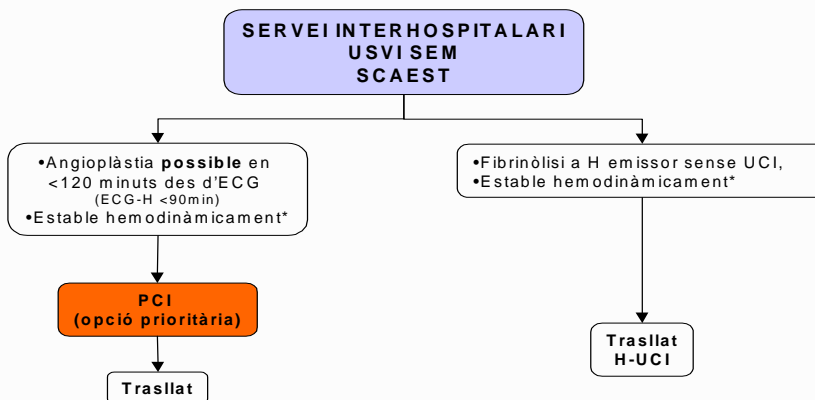 SERVEI INTERHOSPITALARI
USVI SEM
SCAEST
•Angioplàstia possible en
<120 minuts des d'ECG
(ECG-H <90min)
•Estable hemodinàmicament*
•Fibrinòlisi a H emissor sense UCI,
•Estable hemodinàmicament*
PCI
(opció prioritària)
Trasllat
H-UCI
Trasllat